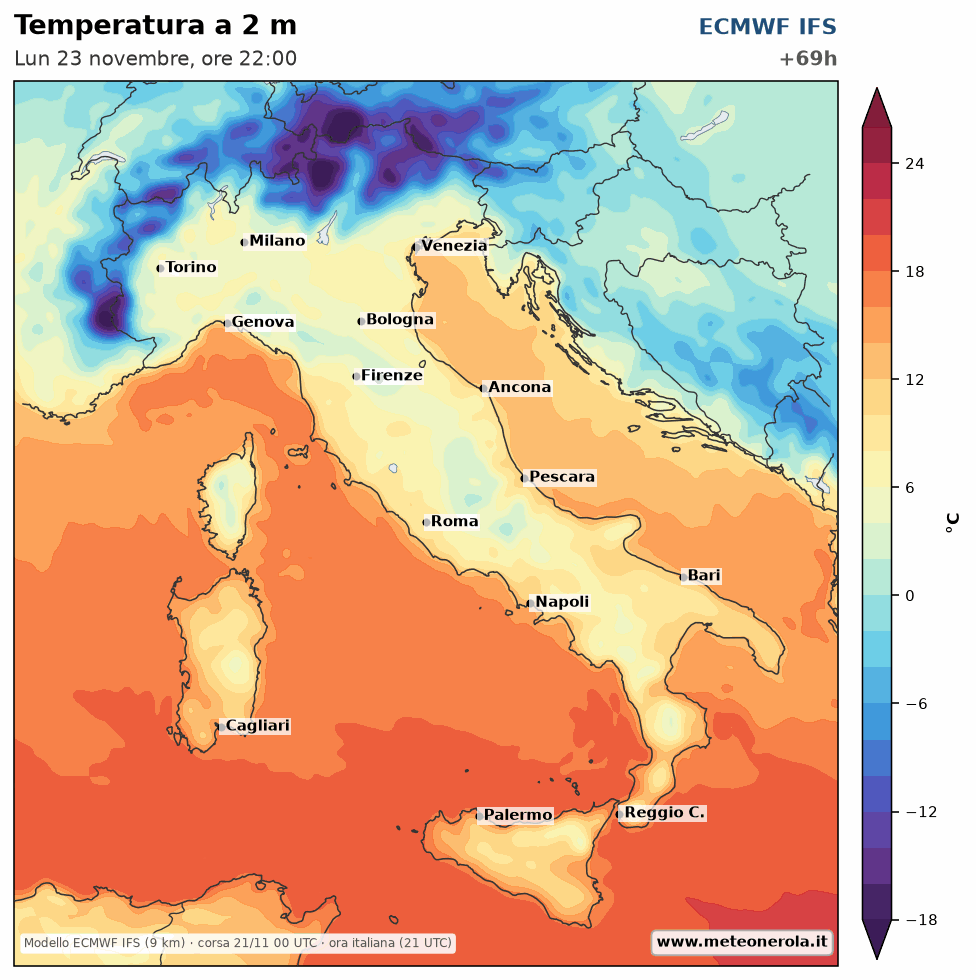 Temperatura a 2 m
ECMWF IFS
Lun 23 novembre, ore 22:00
+69h
Milano
Venezia
Torino
Genova
Bologna
Firenze
Ancona
Pescara
Roma
Bari
Napoli
Cagliari
Palermo
Reggio C.
24
18
12
6
0
−6
−12
−18
°C
Modello ECMWF IFS (9 km) · corsa 21/11 00 UTC · ora italiana (21 UTC)
www.meteonerola.it